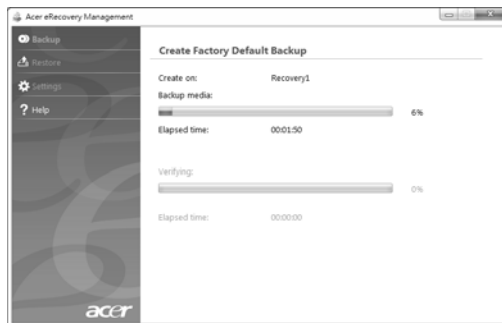 Acer eRecovery Management
Backup
Restore
Settings
? Help
Create Factory Default Backup
Create on: Recovery1
Backup media:
6%
Elapsed time: 00:01:50
Verifying:
0%
Elapsed time: 00:00:00
acer